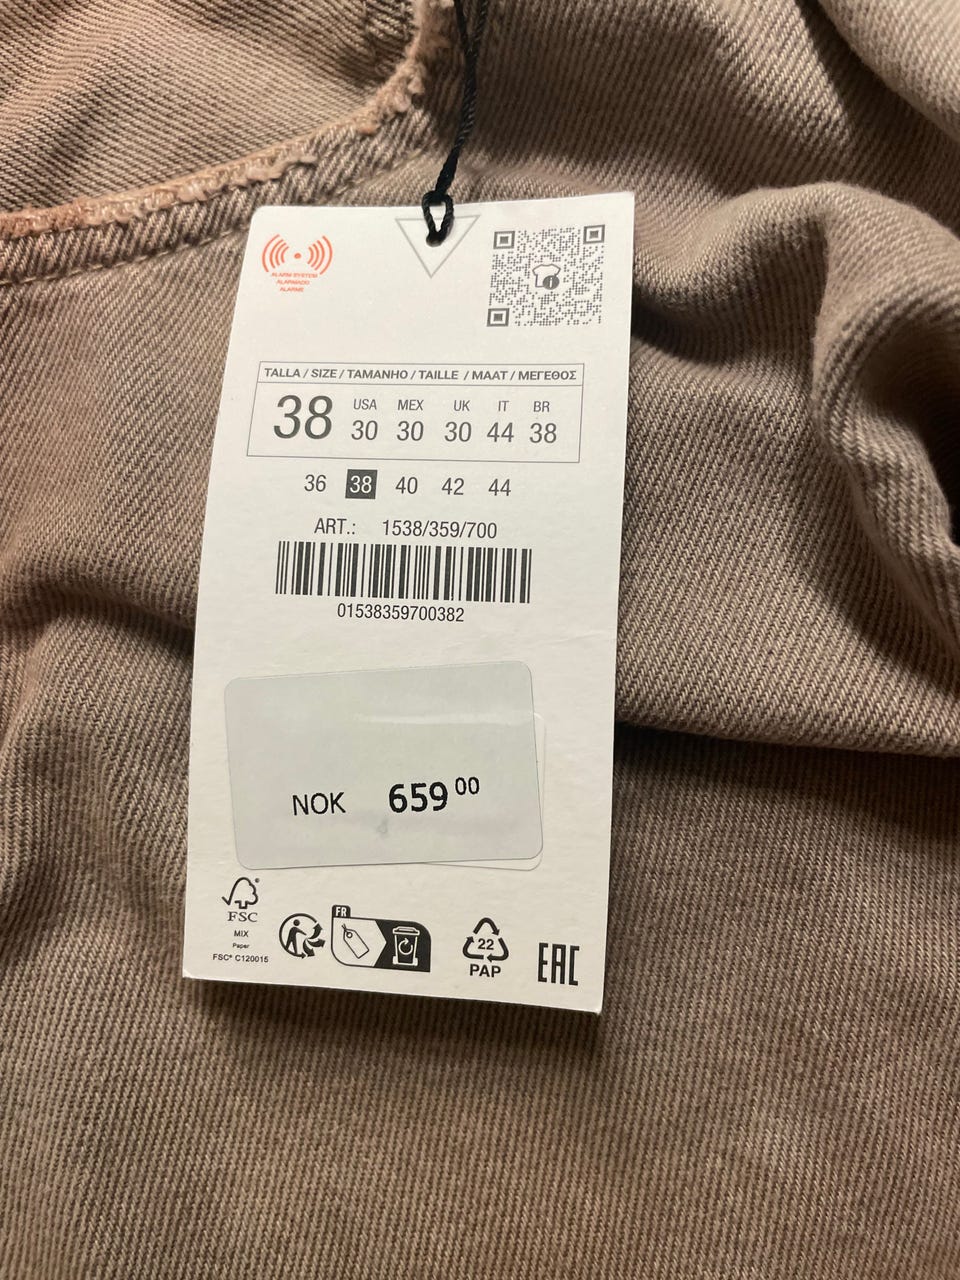 ALARM SYSTEM
ALARMADO
ALARME
i
TALLA / SIZE / TAMANHO / TAILLE / MAAT / ΜΕΓΕΘΟΣ
38
USA MEX UK IT BR
30 30 30 44 38
36 38 40 42 44
ART.: 1538/359/700
01538359700382
NOK 659 00
FSC®
MIX
Paper
FSC® C120015
FR
22
PAP
EAC